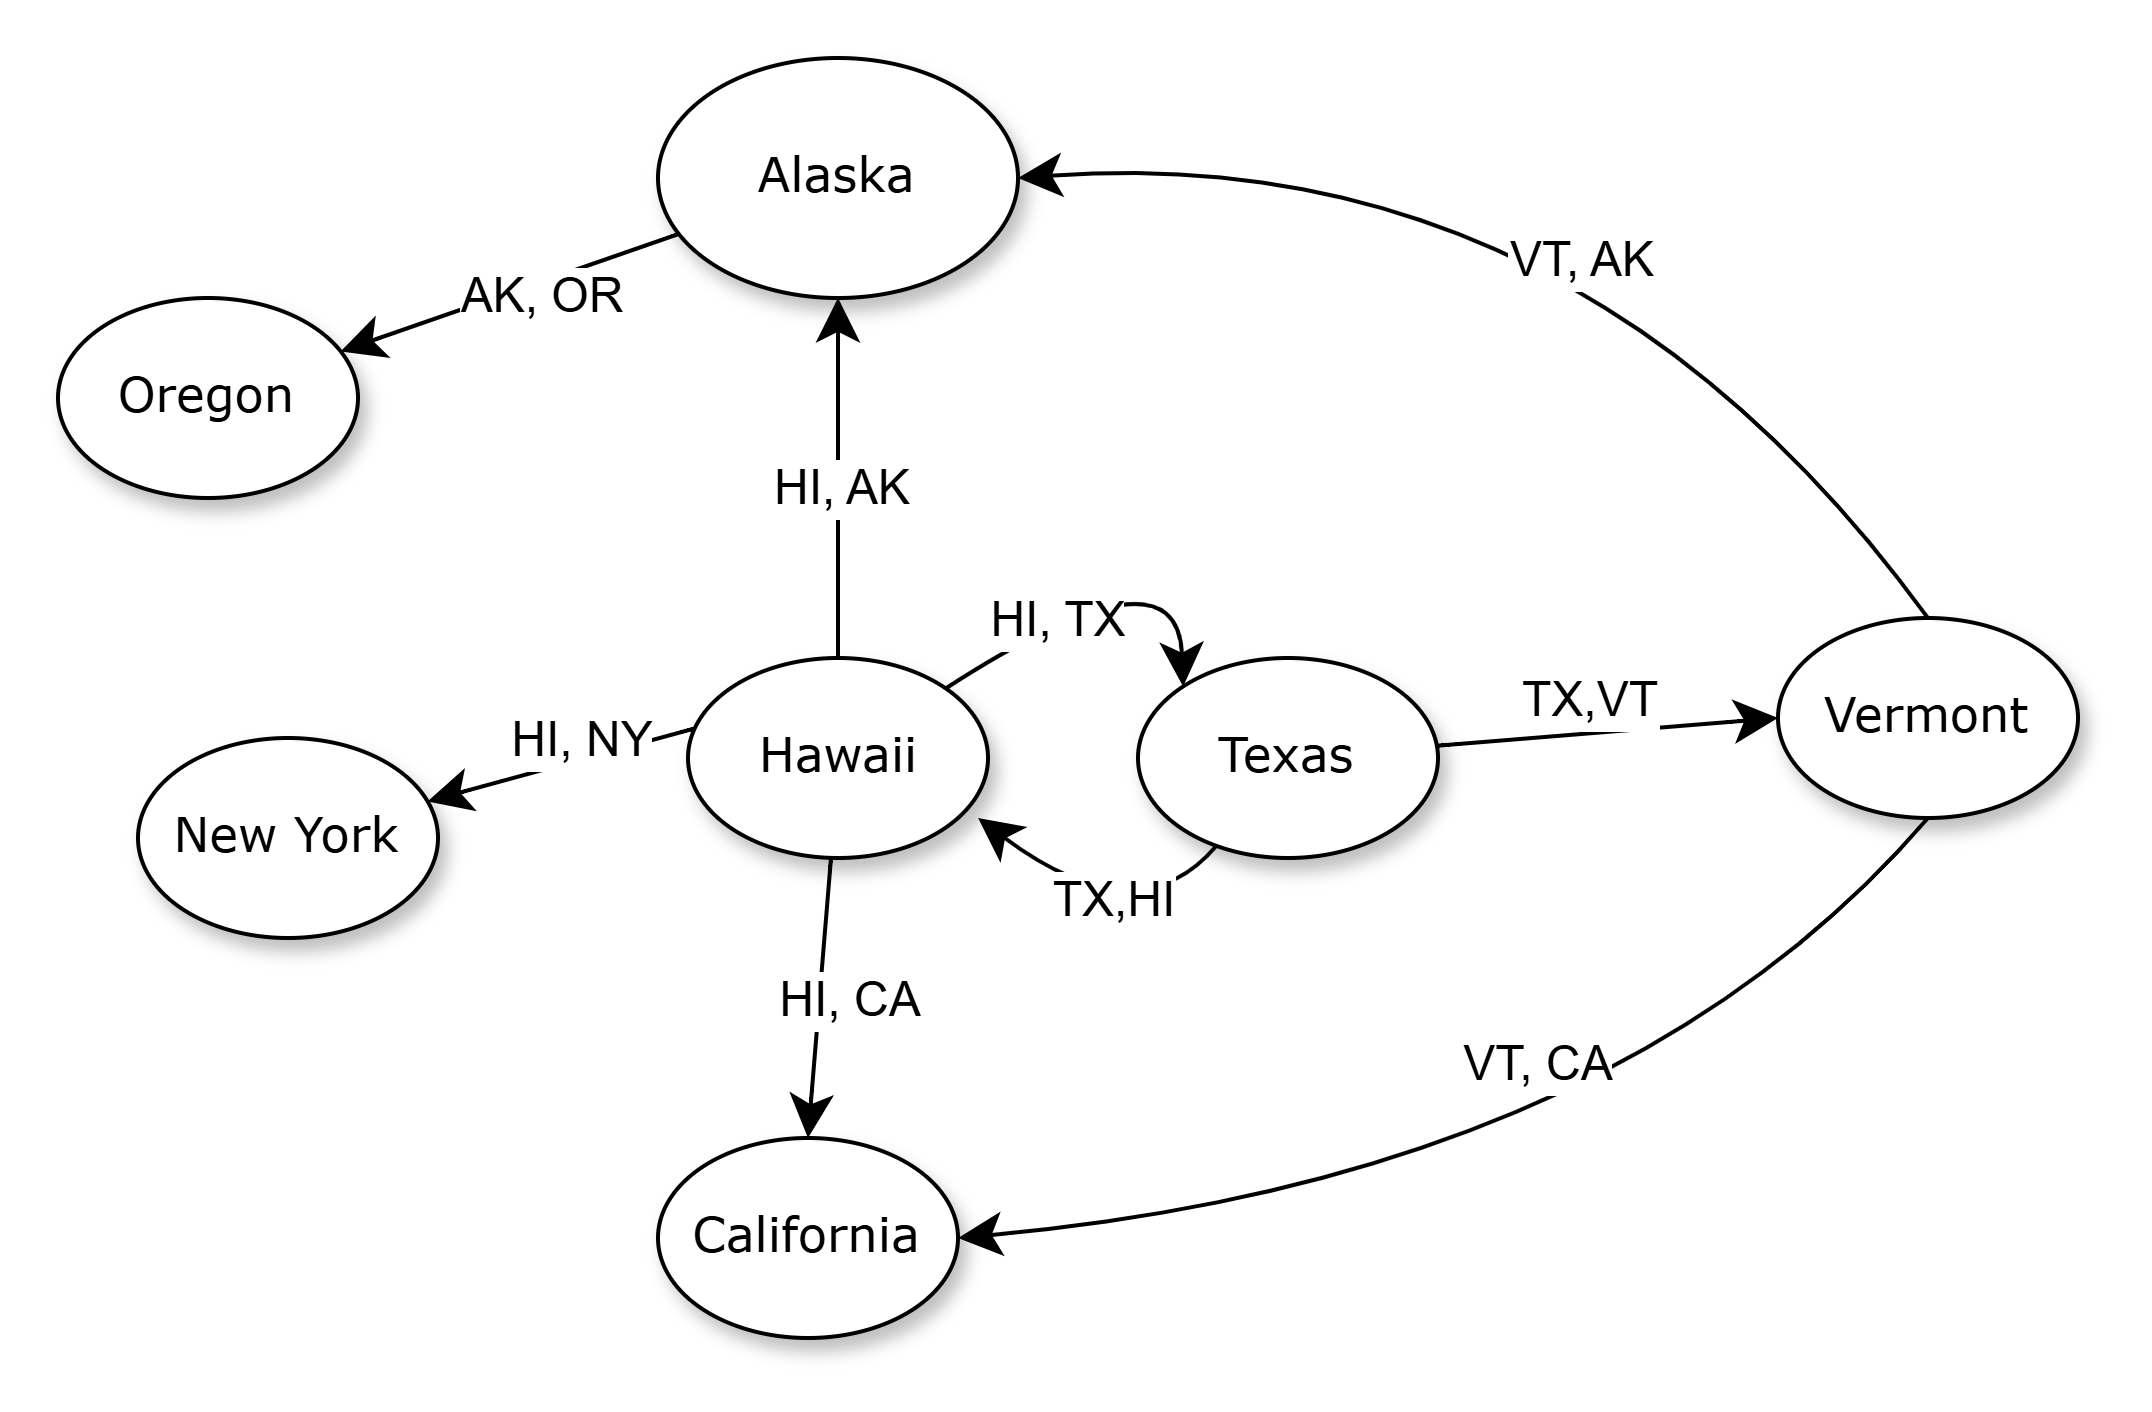 Alaska
VT, AK
AK, OR
Oregon
HI, AK
HI, TX
TX,VT
Vermont
HI, NY
Hawaii
Texas
New York
TX,HI
HI, CA
VT, CA
California